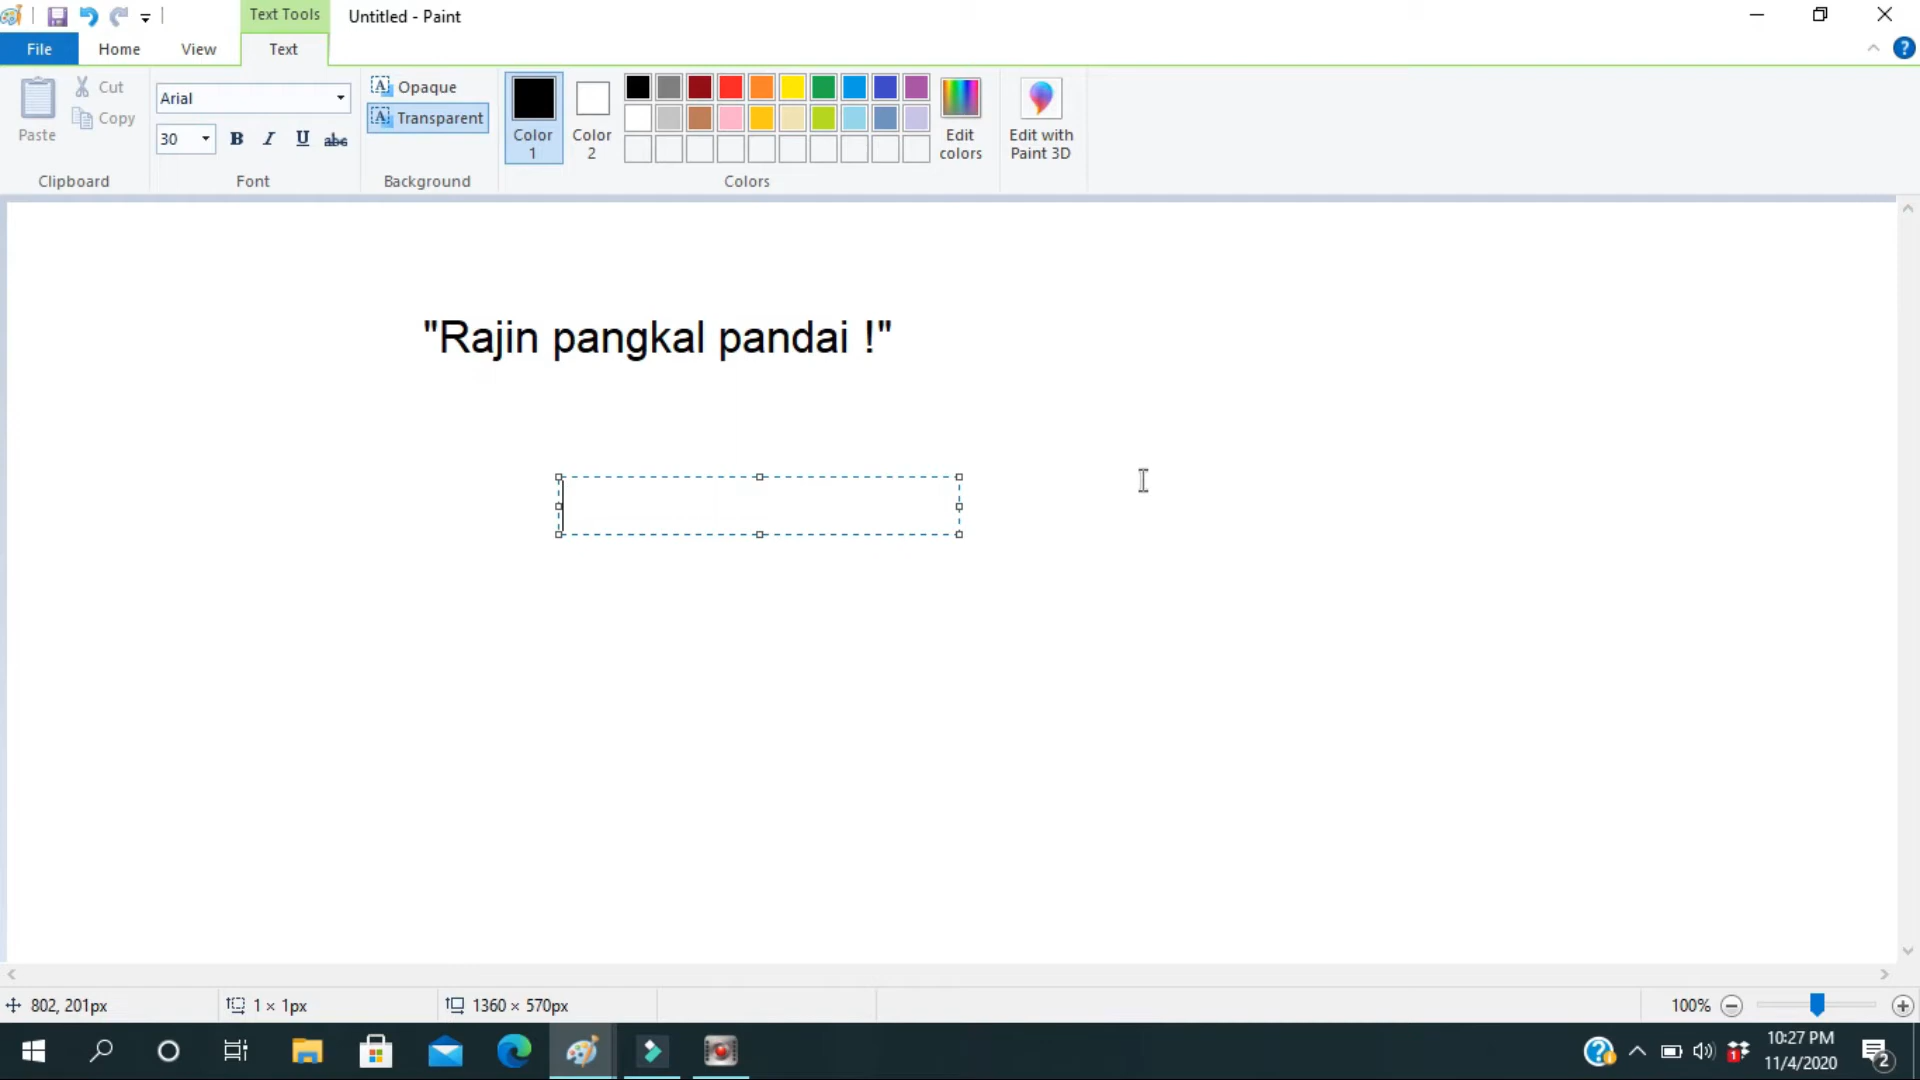 Text Tools
Untitled - Paint
File
Home
View
Text
Paste
Cut
Copy
Clipboard
Arial
30
B I U abc
Font
Opaque
Transparent
Background
Color 1
Color 2
Edit colors
Colors
Edit with Paint 3D
"Rajin pangkal pandai !"
802, 201px
1 × 1px
1360 × 570px
100%
10:27 PM
11/4/2020
1
2